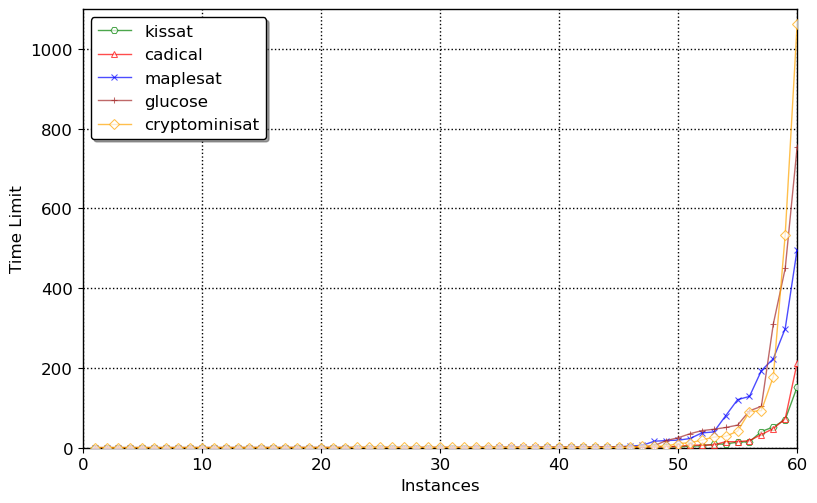 kissat
cadical
maplesat
glucose
cryptominisat
1000
800
600
400
200
0
Time Limit
0 10 20 30 40 50 60
Instances